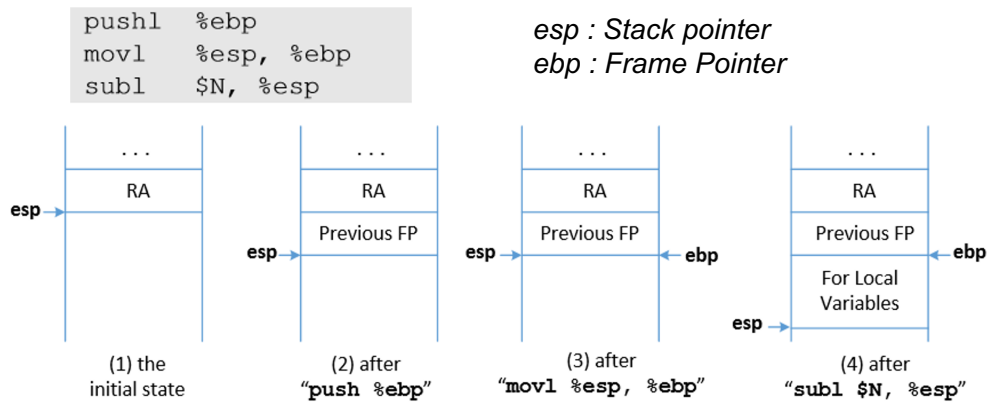 pushl %ebp
movl %esp, %ebp
subl $N, %esp
esp : Stack pointer
ebp : Frame Pointer
...
RA
esp
(1) the
initial state
...
RA
Previous FP
esp
(2) after
“push %ebp”
...
RA
Previous FP
esp
ebp
(3) after
“movl %esp, %ebp”
...
RA
Previous FP
ebp
For Local
Variables
esp
(4) after
“subl $N, %esp”